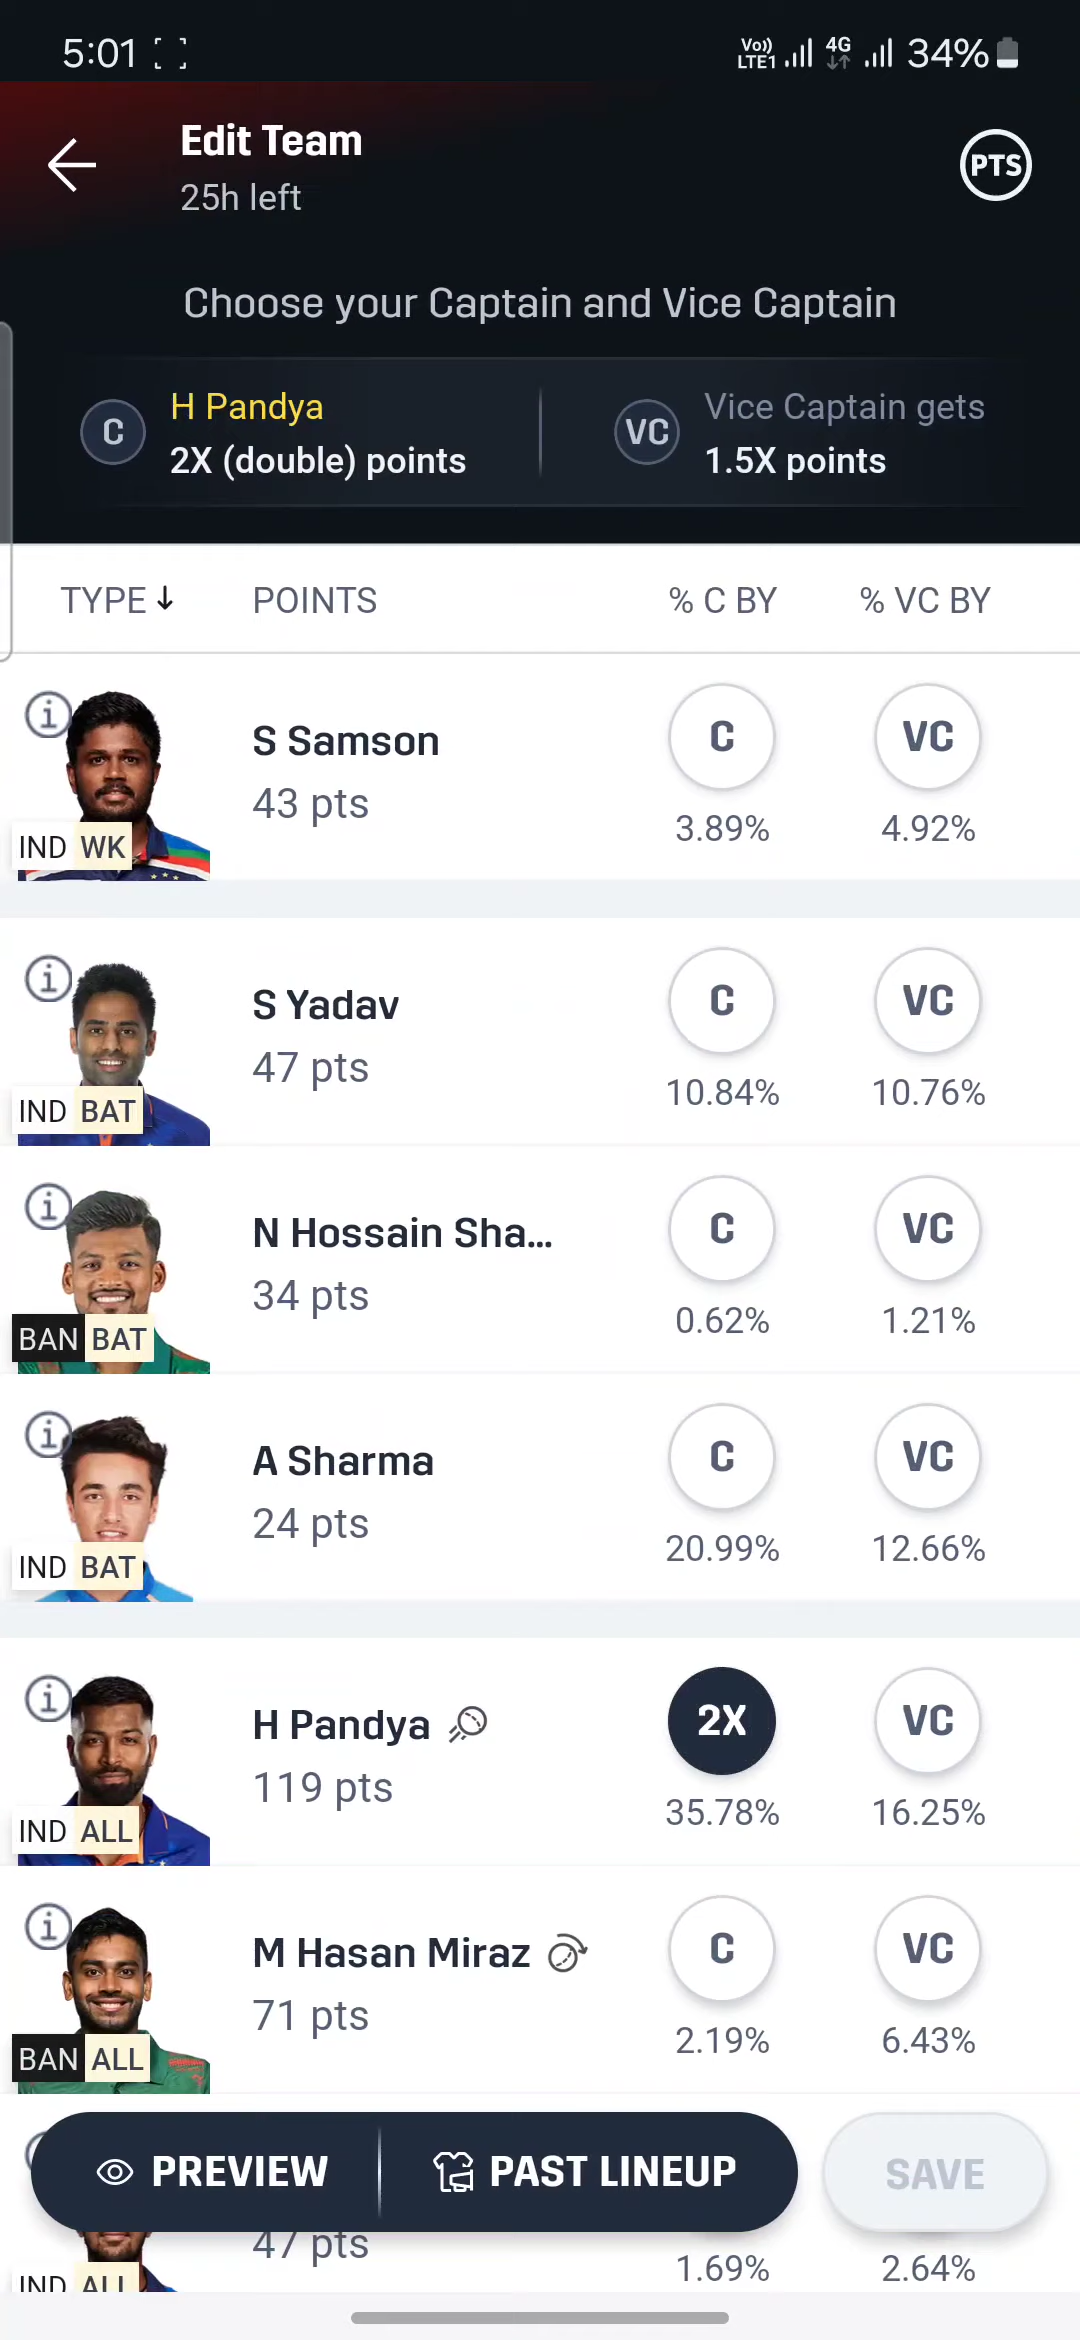 5:01
Vo)) LTE1 4G 34%
Edit Team
25h left
PTS
Choose your Captain and Vice Captain
C
H Pandya
2X (double) points
VC
Vice Captain gets
1.5X points
TYPE ↓ POINTS % C BY % VC BY
S Samson
43 pts
IND WK
C
3.89%
VC
4.92%
S Yadav
47 pts
IND BAT
C
10.84%
VC
10.76%
N Hossain Sha...
34 pts
BAN BAT
C
0.62%
VC
1.21%
A Sharma
24 pts
IND BAT
C
20.99%
VC
12.66%
H Pandya
119 pts
IND ALL
2X
35.78%
VC
16.25%
M Hasan Miraz
71 pts
BAN ALL
C
2.19%
VC
6.43%
PREVIEW
PAST LINEUP
SAVE
47 pts
IND ALL
1.69%
2.64%